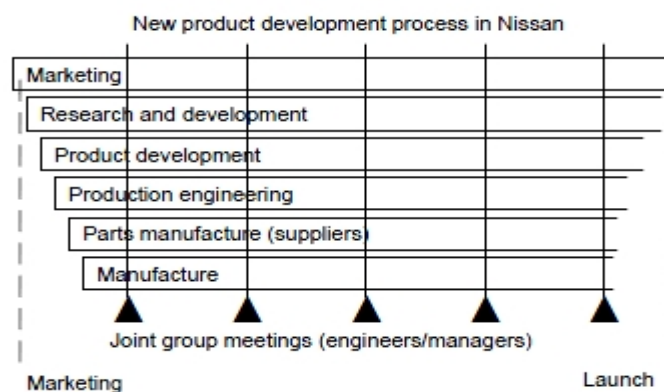 New product development process in Nissan
Marketing
Research and development
Product development
Production engineering
Parts manufacture (suppliers)
Manufacture
Joint group meetings (engineers/managers)
Marketing
Launch